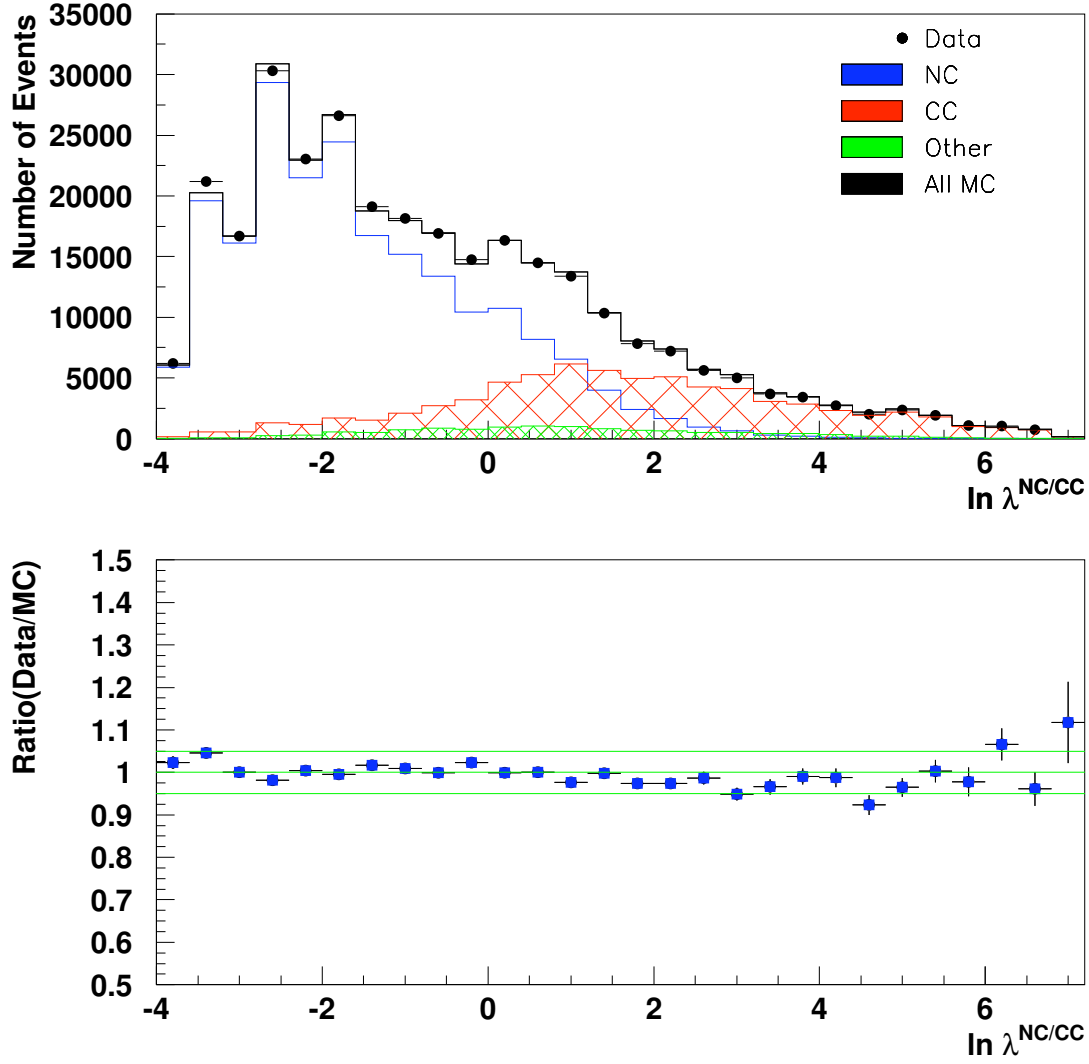 Number of Events
35000
30000
25000
20000
15000
10000
5000
0
Data
NC
CC
Other
All MC
-4 -2 0 2 4 6
ln λ^NC/CC
Ratio(Data/MC)
1.5
1.4
1.3
1.2
1.1
1
0.9
0.8
0.7
0.6
0.5
-4 -2 0 2 4 6
ln λ^NC/CC